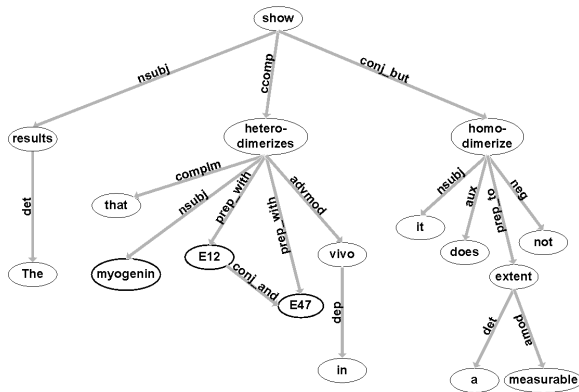 show
nsubj
ccomp
conj_but
results
hetero-
dimerizes
homo-
dimerize
det
complm
nsubj
prep_with
prep_with
advmod
nsubj
aux
prep_to
neg
that
it
does
not
The
myogenin
E12
conj_and
E47
vivo
extent
dep
det
amod
in
a
measurable